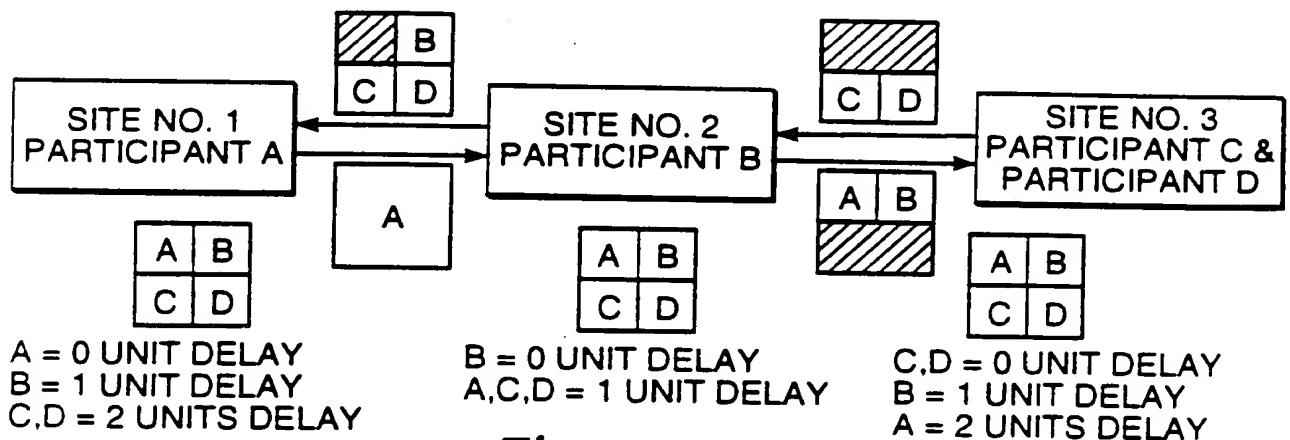 B
C D
C D
SITE NO. 1
PARTICIPANT A
SITE NO. 2
PARTICIPANT B
SITE NO. 3
PARTICIPANT C &
PARTICIPANT D
A
A B
A B
C D
A B
C D
A B
C D
A = 0 UNIT DELAY
B = 1 UNIT DELAY
C,D = 2 UNITS DELAY
B = 0 UNIT DELAY
A,C,D = 1 UNIT DELAY
C,D = 0 UNIT DELAY
B = 1 UNIT DELAY
A = 2 UNITS DELAY